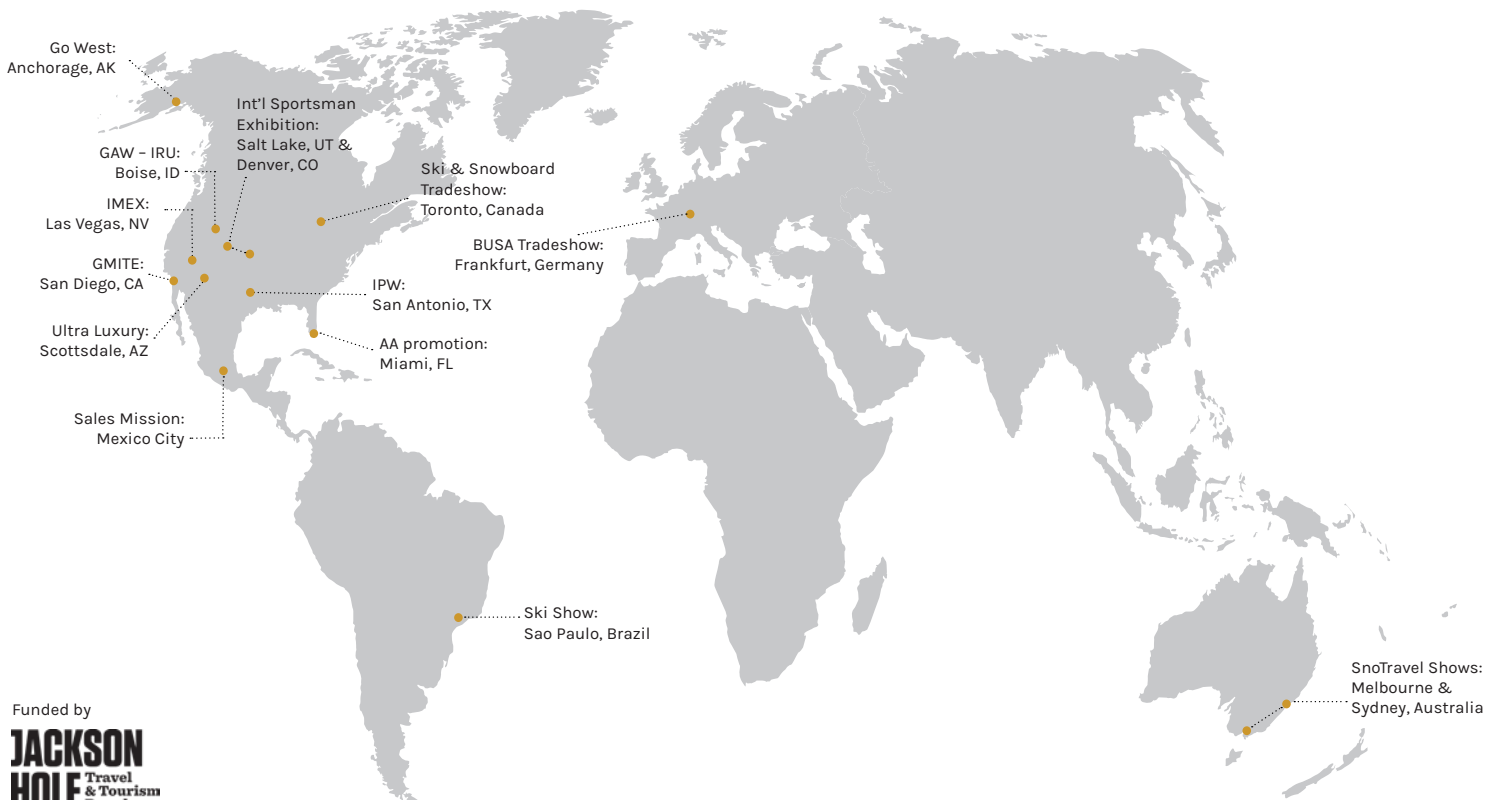 Go West:
Anchorage, AK
Int'l Sportsman
Exhibition:
Salt Lake, UT &
Denver, CO
GAW – IRU:
Boise, ID
Ski & Snowboard
Tradeshow:
Toronto, Canada
IMEX:
Las Vegas, NV
BUSA Tradeshow:
Frankfurt, Germany
GMITE:
San Diego, CA
IPW:
San Antonio, TX
Ultra Luxury:
Scottsdale, AZ
AA promotion:
Miami, FL
Sales Mission:
Mexico City
Ski Show:
Sao Paulo, Brazil
SnoTravel Shows:
Melbourne &
Sydney, Australia
Funded by
JACKSON
HOLE Travel
& Tourism